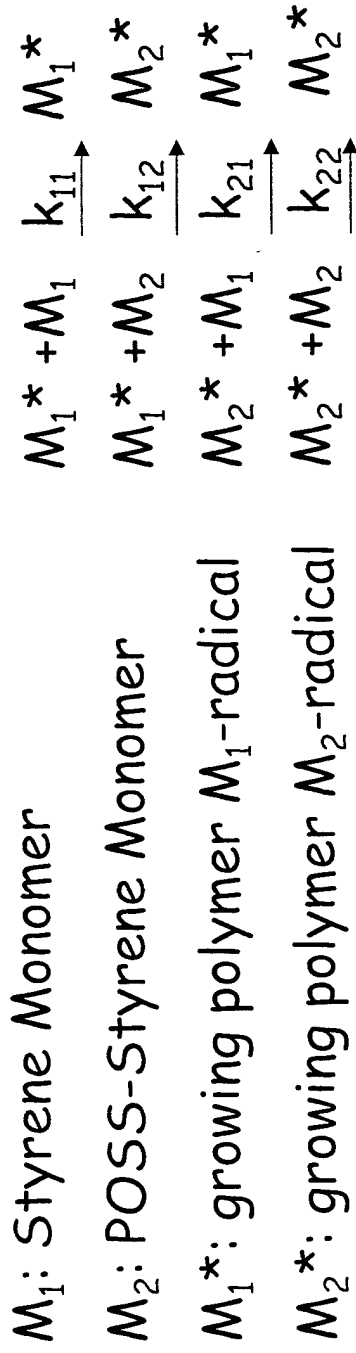 M₁: Styrene Monomer
M₂: POSS-Styrene Monomer
M₁*: growing polymer M₁-radical
M₂*: growing polymer M₂-radical
M₁* +M₁ k₁₁ → M₁*
M₁* +M₂ k₁₂ → M₂*
M₂* +M₁ k₂₁ → M₁*
M₂* +M₂ k₂₂ → M₂*